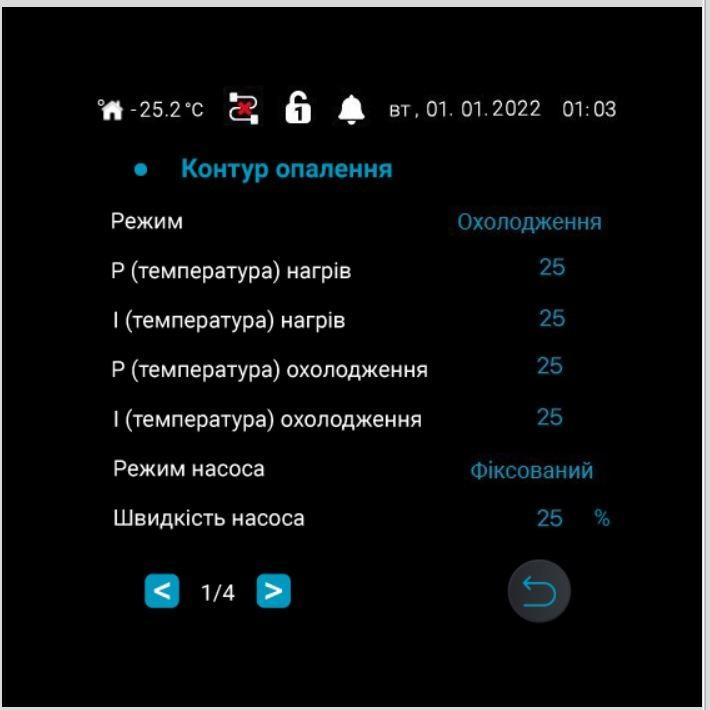 -25.2°C 1 вт, 01. 01.2022 01:03
Контур опалення
Режим Охолодження
P (температура) нагрів 25
I (температура) нагрів 25
P (температура) охолодження 25
I (температура) охолодження 25
Режим насоса Фіксований
Швидкість насоса 25 %
< 1/4 >